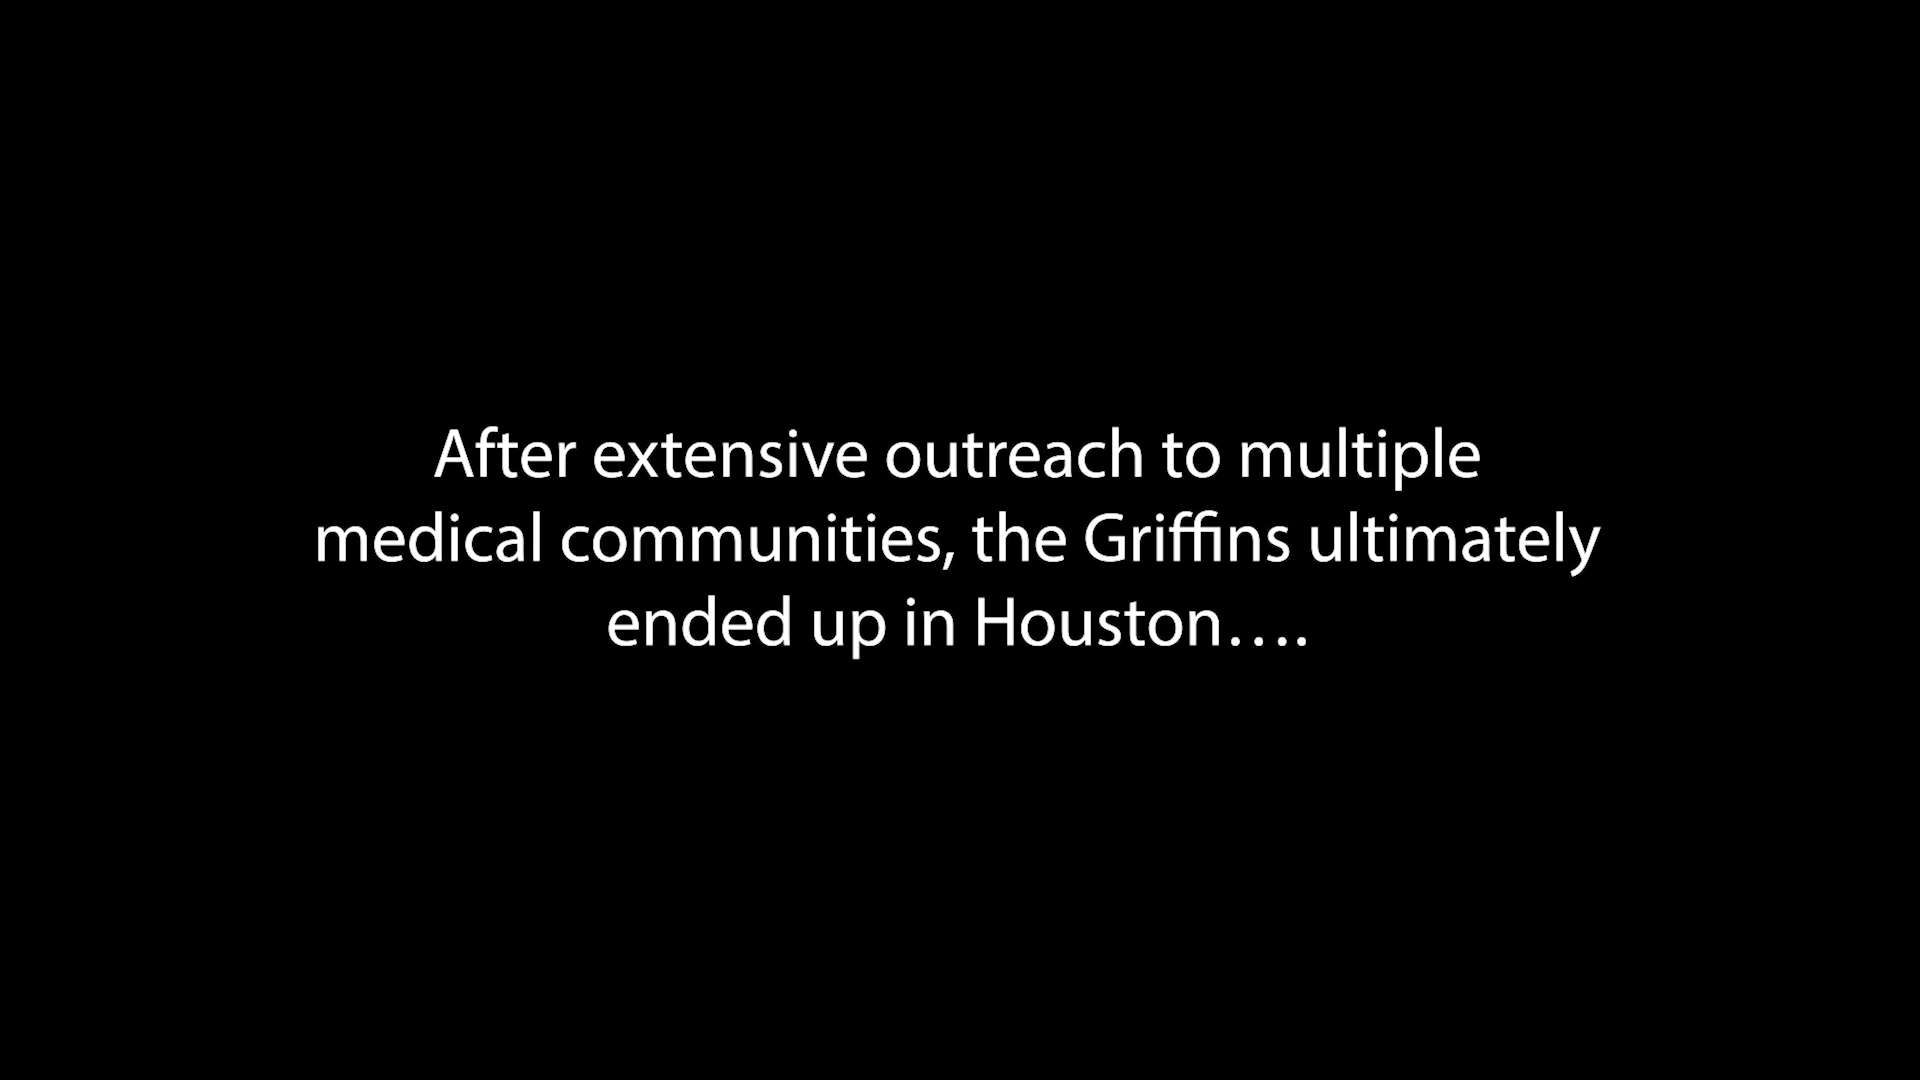 After extensive outreach to multiple
medical communities, the Griffins ultimately
ended up in Houston....